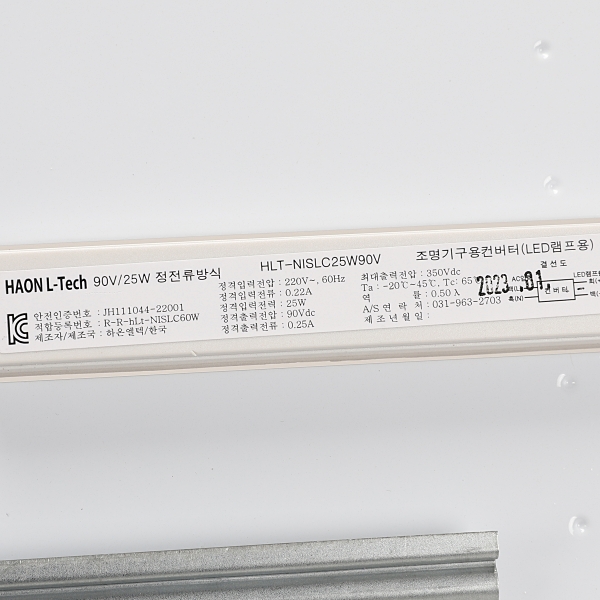 HAON L-Tech 90V/25W 정전류방식
안전인증번호 : JH111044-22001
적합등록번호 : R-R-hLt-NISLC60W
제조자/제조국 : 하온엘텍/한국
HLT-NISLC25W90V
정격입력전압 : 220V~, 60Hz
정격입력전류 : 0.22A
정격입력전력 : 25W
정격출력전압 : 90Vdc
정격출력전류 : 0.25A
조명기구용컨버터(LED램프용)
최대출력전압 : 350Vdc
Ta : -20℃~45℃, Tc: 65℃
역 률 : 0.50 X
A/S연락처 : 031-963-2703
제조년월일 :
2023 .01
결선도
컨버터
흑(N)